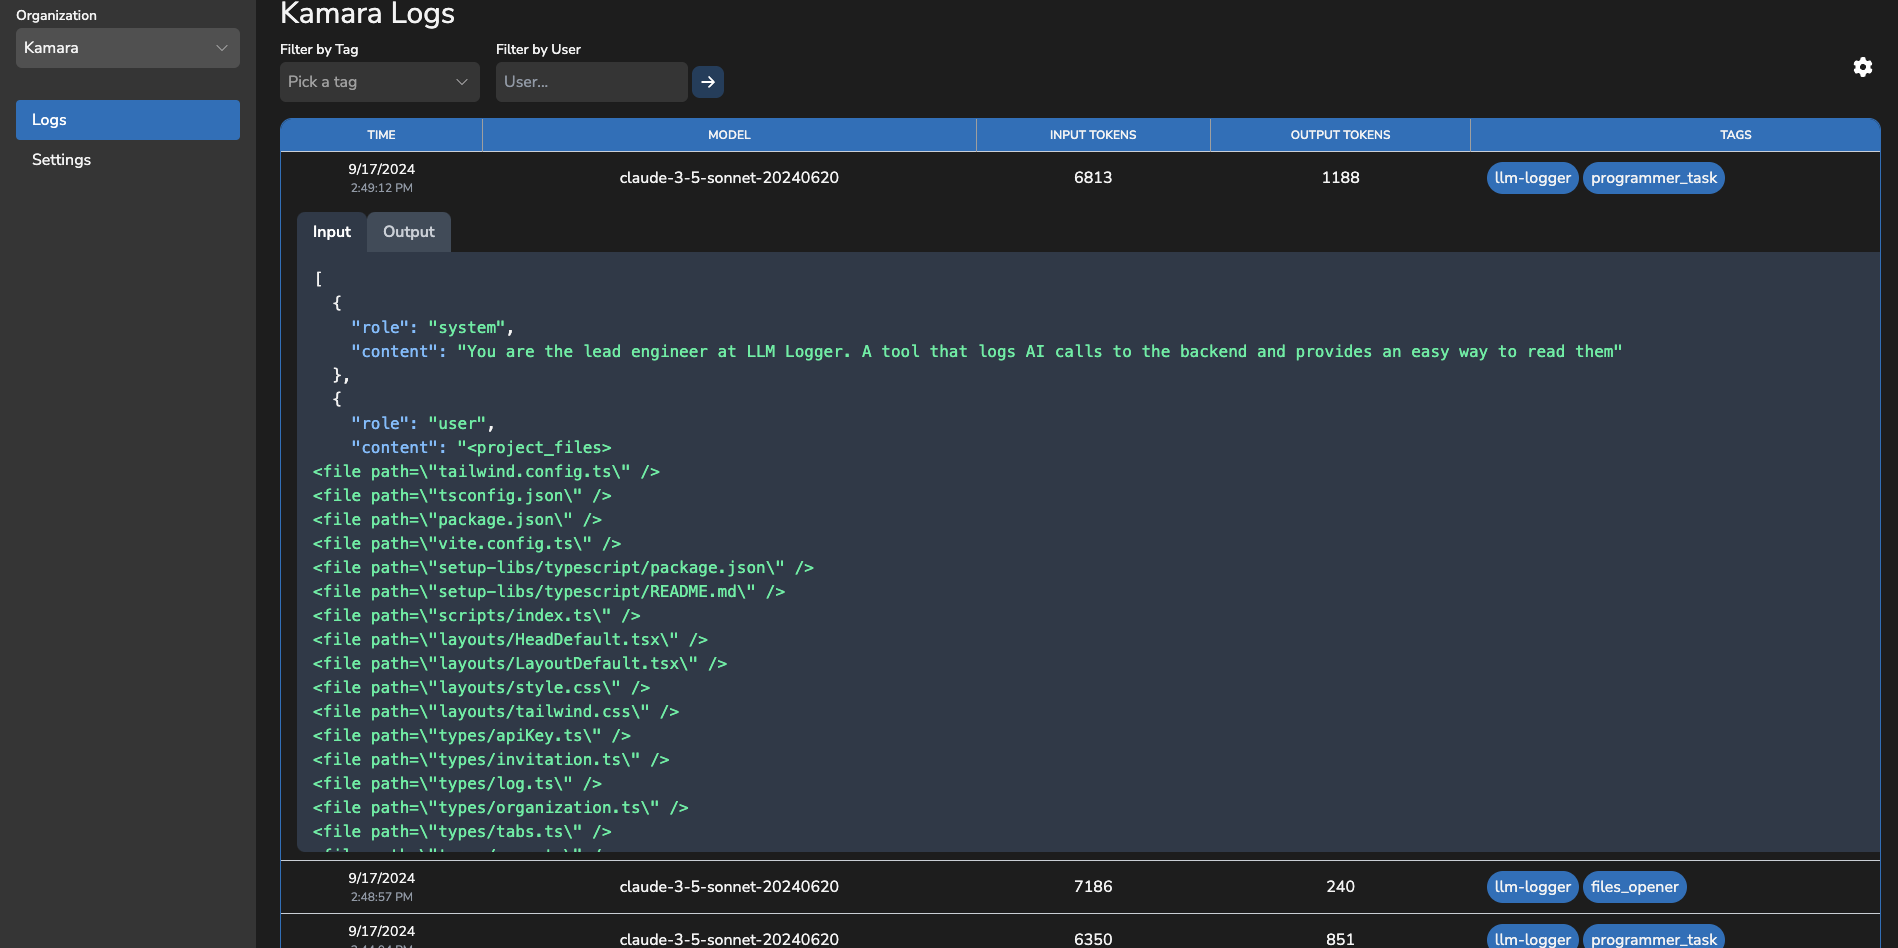 Organization
Kamara
Logs
Settings
Kamara Logs
Filter by Tag
Filter by User
Pick a tag
User...
TIME MODEL INPUT TOKENS OUTPUT TOKENS TAGS
9/17/2024
2:49:12 PM
claude-3-5-sonnet-20240620 6813 1188 llm-logger programmer_task
Input Output
[
{
"role": "system",
"content": "You are the lead engineer at LLM Logger. A tool that logs AI calls to the backend and provides an easy way to read them"
},
{
"role": "user",
"content": "<project_files>
<file path=\"tailwind.config.ts\" />
<file path=\"tsconfig.json\" />
<file path=\"package.json\" />
<file path=\"vite.config.ts\" />
<file path=\"setup-libs/typescript/package.json\" />
<file path=\"setup-libs/typescript/README.md\" />
<file path=\"scripts/index.ts\" />
<file path=\"layouts/HeadDefault.tsx\" />
<file path=\"layouts/LayoutDefault.tsx\" />
<file path=\"layouts/style.css\" />
<file path=\"layouts/tailwind.css\" />
<file path=\"types/apiKey.ts\" />
<file path=\"types/invitation.ts\" />
<file path=\"types/log.ts\" />
<file path=\"types/organization.ts\" />
<file path=\"types/tabs.ts\" />
9/17/2024
2:48:57 PM
claude-3-5-sonnet-20240620 7186 240 llm-logger files_opener
9/17/2024
claude-3-5-sonnet-20240620 6350 851 llm-logger programmer_task